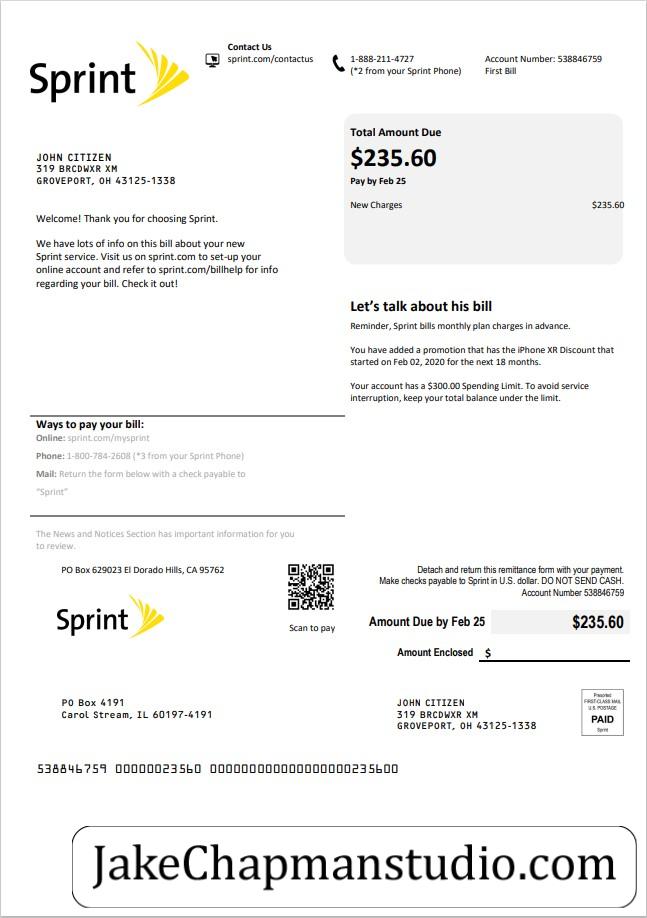 Sprint
Contact Us
sprint.com/contactus
1-888-211-4727
(*2 from your Sprint Phone)
Account Number: 538846759
First Bill
JOHN CITIZEN
319 BRCDWXR XM
GROVEPORT, OH 43125-1338
Total Amount Due
$235.60
Pay by Feb 25
New Charges $235.60
Welcome! Thank you for choosing Sprint.
We have lots of info on this bill about your new
Sprint service. Visit us on sprint.com to set-up your
online account and refer to sprint.com/billhelp for info
regarding your bill. Check it out!
Let’s talk about his bill
Reminder, Sprint bills monthly plan charges in advance.
You have added a promotion that has the iPhone XR Discount that
started on Feb 02, 2020 for the next 18 months.
Your account has a $300.00 Spending Limit. To avoid service
interruption, keep your total balance under the limit.
Ways to pay your bill:
Online: sprint.com/mysprint
Phone: 1-800-784-2608 (*3 from your Sprint Phone)
Mail: Return the form below with a check payable to
“Sprint”
The News and Notices Section has important information for you
to review.
PO Box 629023 El Dorado Hills, CA 95762
Sprint
Scan to pay
Detach and return this remittance form with your payment.
Make checks payable to Sprint in U.S. dollar. DO NOT SEND CASH.
Account Number 538846759
Amount Due by Feb 25 $235.60
Amount Enclosed $
PO Box 4191
Carol Stream, IL 60197-4191
JOHN CITIZEN
319 BRCDWXR XM
GROVEPORT, OH 43125-1338
Presorted
FIRST-CLASS MAIL
U.S. POSTAGE
PAID
Sprint
538846759 00000023560 00000000000000000000235600
JakeChapmanstudio.com